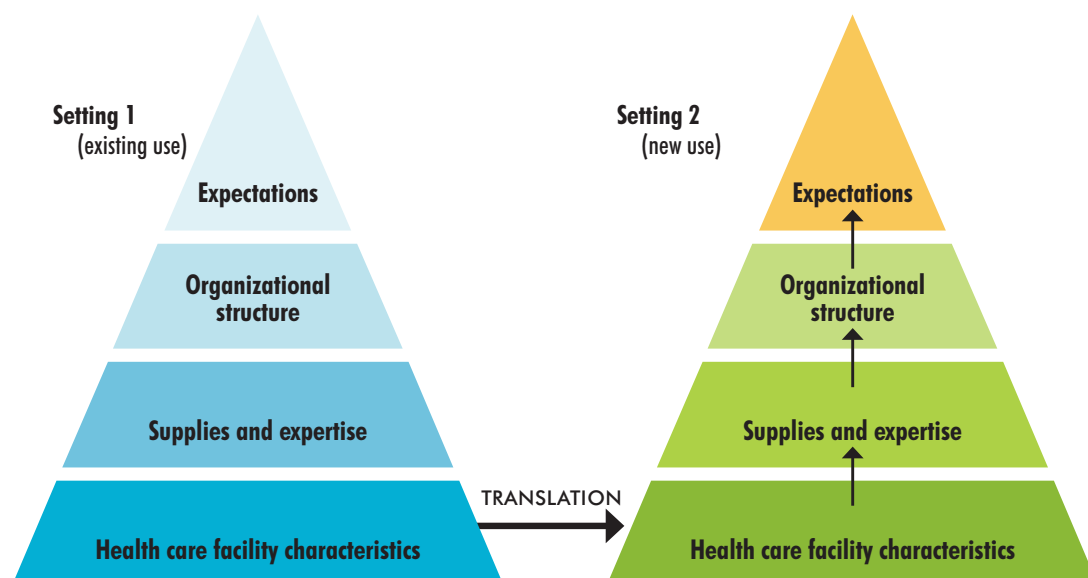 Setting 1
(existing use)
Expectations
Organizational
structure
Supplies and expertise
Health care facility characteristics
TRANSLATION
Setting 2
(new use)
Expectations
Organizational
structure
Supplies and expertise
Health care facility characteristics